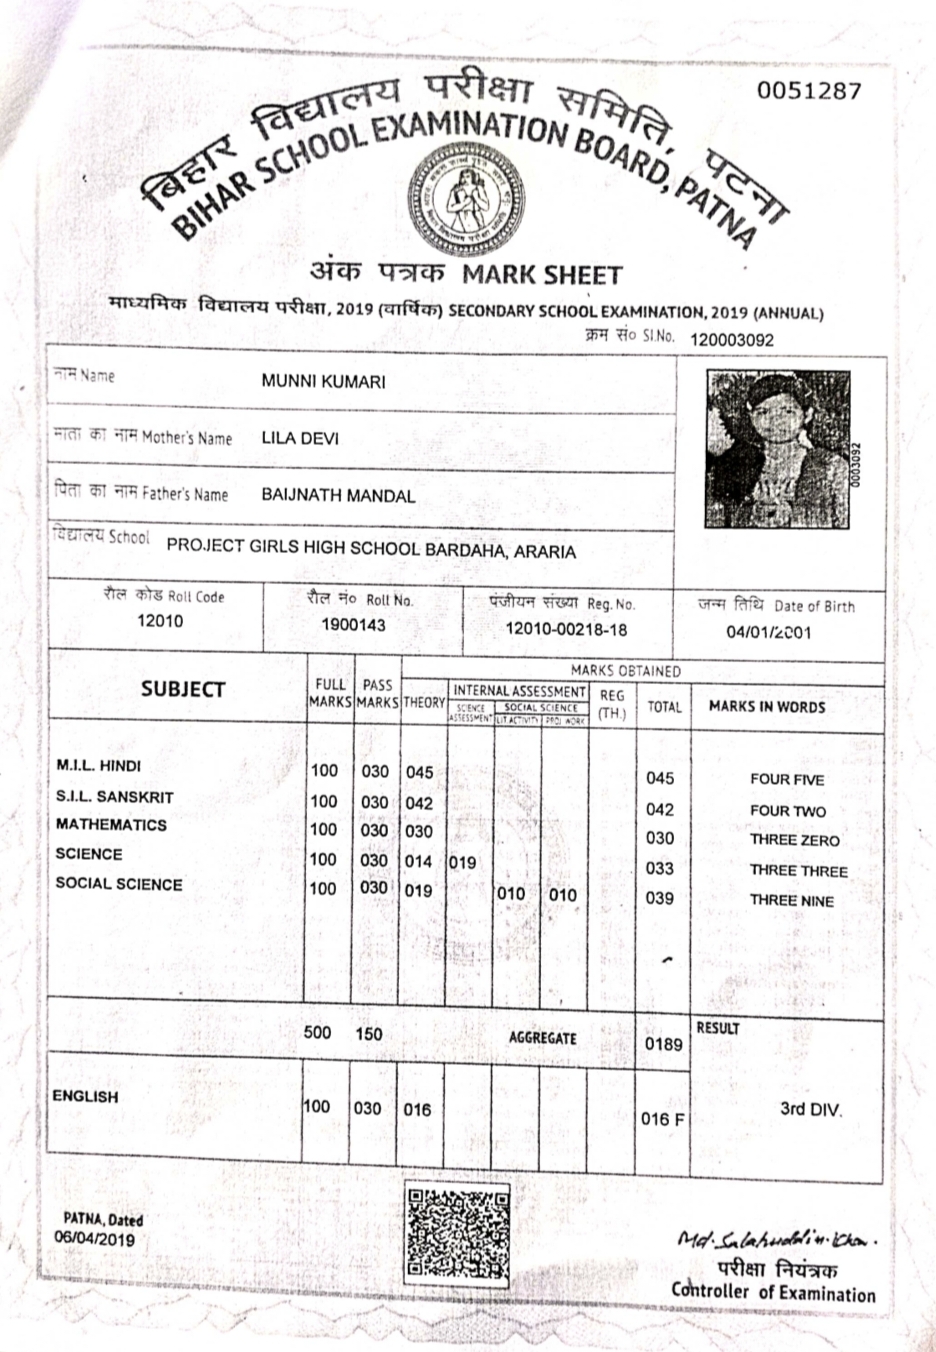 0051287
बिहार विद्यालय परीक्षा समिति, पटना
BIHAR SCHOOL EXAMINATION BOARD, PATNA
अंक पत्रक MARK SHEET
माध्यमिक विद्यालय परीक्षा, 2019 (वार्षिक) SECONDARY SCHOOL EXAMINATION, 2019 (ANNUAL)
क्रम सं० Sl.No. 120003092
नाम Name MUNNI KUMARI
माता का नाम Mother's Name LILA DEVI
0003092
पिता का नाम Father's Name BAIJNATH MANDAL
विद्यालय School PROJECT GIRLS HIGH SCHOOL BARDAHA, ARARIA
रौल कोड Roll Code रौल नं० Roll No. पंजीयन संख्या Reg. No. जन्म तिथि Date of Birth
12010 1900143 12010-00218-18 04/01/2001
MARKS OBTAINED
SUBJECT FULL MARKS PASS MARKS THEORY INTERNAL ASSESSMENT REG (TH.) TOTAL MARKS IN WORDS
SCIENCE ASSESSMENT SOCIAL SCIENCE
LIT.ACTIVITY PROJ WORK
M.I.L. HINDI 100 030 045 045 FOUR FIVE
S.I.L. SANSKRIT 100 030 042 042 FOUR TWO
MATHEMATICS 100 030 030 030 THREE ZERO
SCIENCE 100 030 014 019 033 THREE THREE
SOCIAL SCIENCE 100 030 019 010 010 039 THREE NINE
500 150 AGGREGATE 0189 RESULT
ENGLISH 100 030 016 016 F 3rd DIV.
PATNA, Dated
06/04/2019
Md. Salahuddin Khan.
परीक्षा नियंत्रक
Controller of Examination